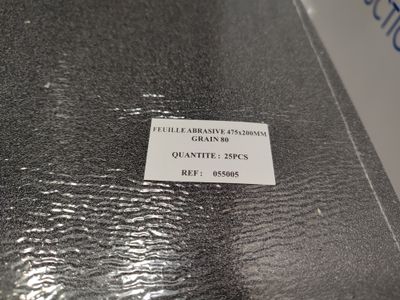 FEUILLE ABRASIVE 475x200MM
GRAIN 80
QUANTITE : 25PCS
REF : 055005